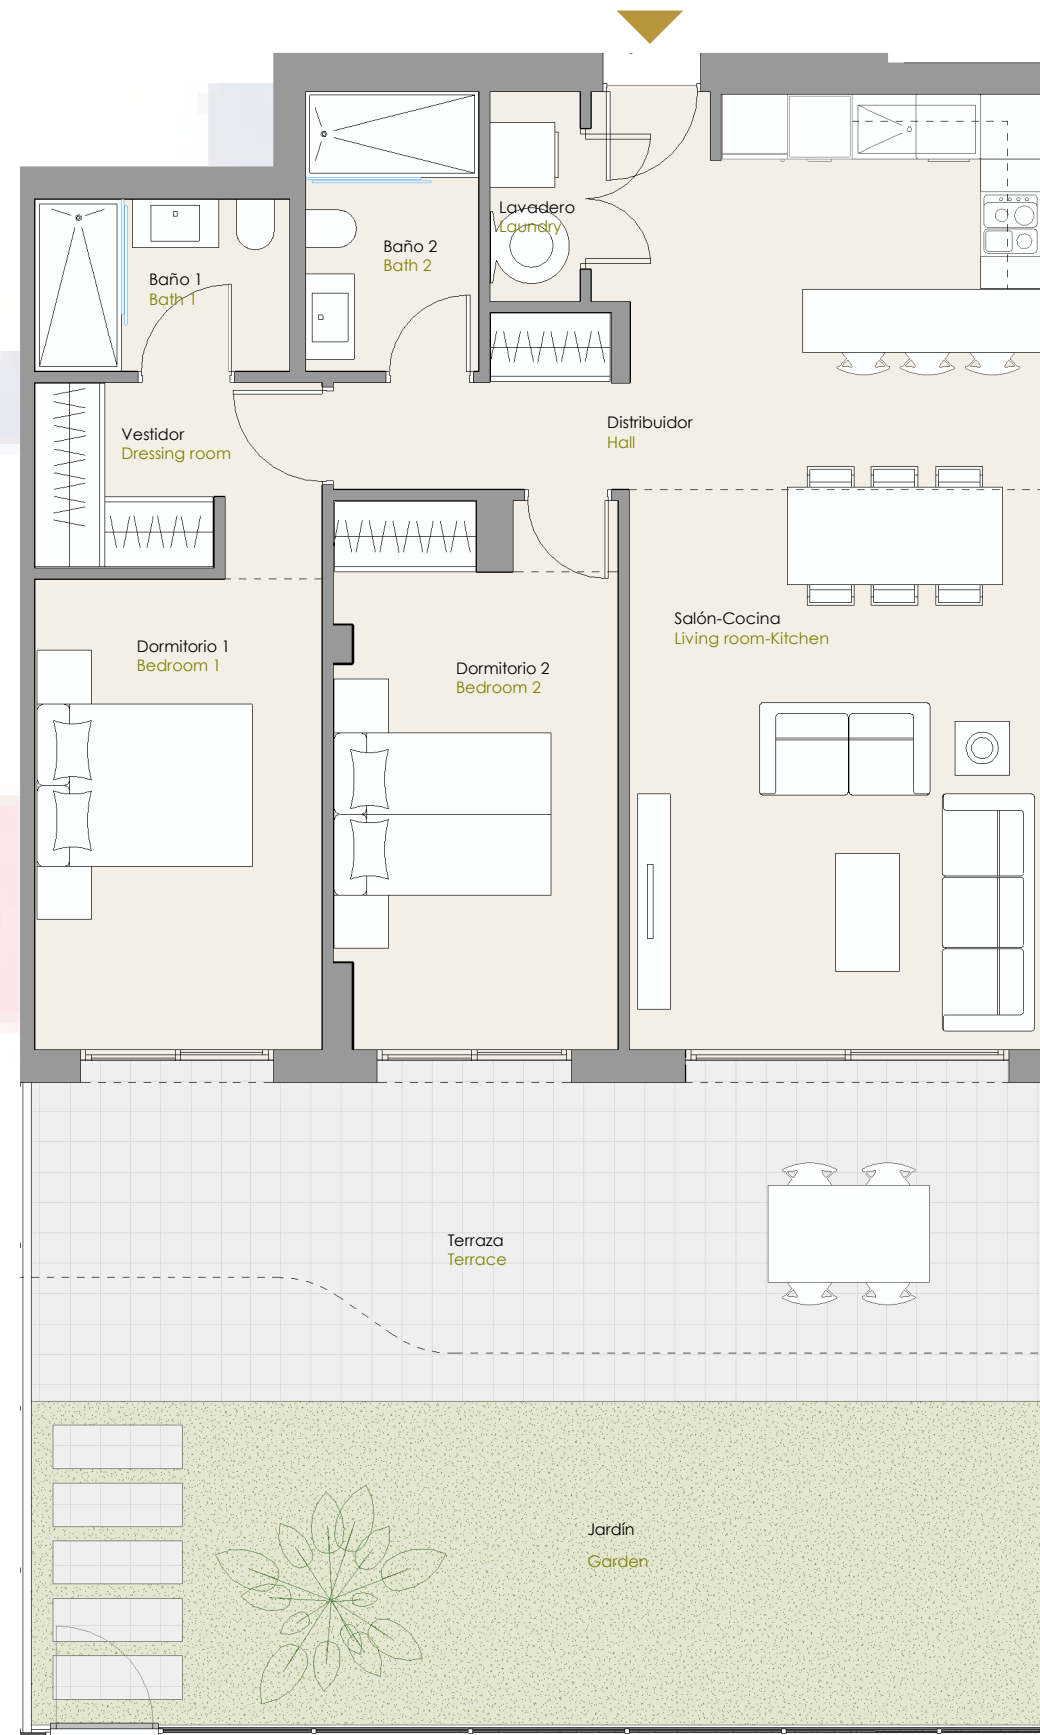 Lavadero
Laundry
Baño 2
Bath 2
Baño 1
Bath 1
Distribuidor
Hall
Vestidor
Dressing room
Salón-Cocina
Living room-Kitchen
Dormitorio 1
Bedroom 1
Dormitorio 2
Bedroom 2
Terraza
Terrace
Jardín
Garden